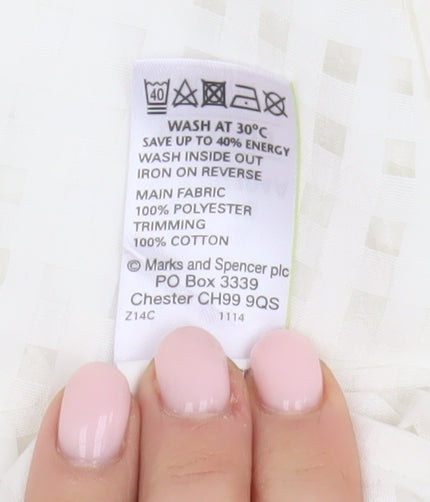 40
WASH AT 30°C
SAVE UP TO 40% ENERGY
WASH INSIDE OUT
IRON ON REVERSE
MAIN FABRIC
100% POLYESTER
TRIMMING
100% COTTON
© Marks and Spencer plc
PO Box 3339
Chester CH99 9QS
Z14C 1114